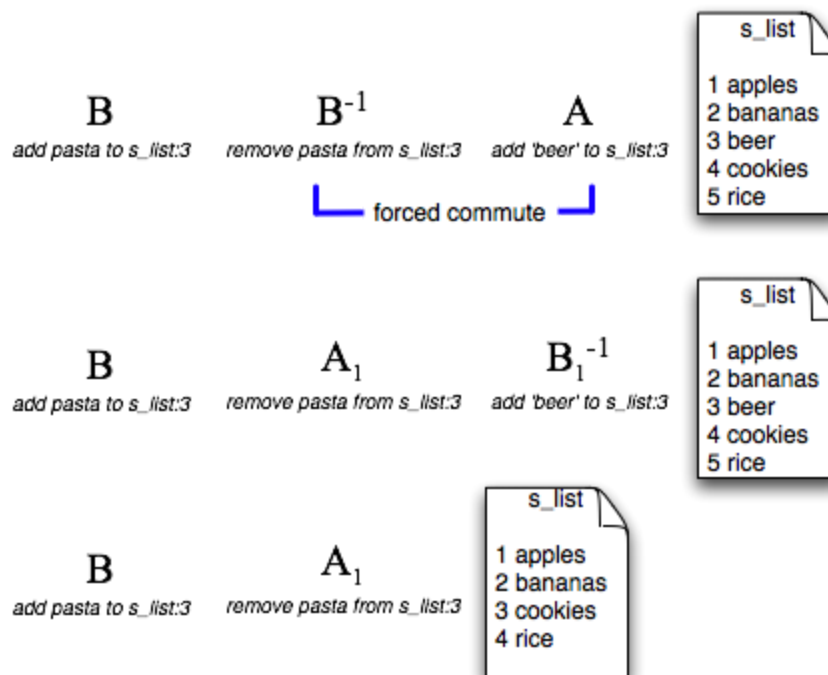 s_list
1 apples
2 bananas
3 beer
4 cookies
5 rice
B B⁻¹ A
add pasta to s_list:3 remove pasta from s_list:3 add 'beer' to s_list:3
forced commute
s_list
1 apples
2 bananas
3 beer
4 cookies
5 rice
B A₁ B₁⁻¹
add pasta to s_list:3 remove pasta from s_list:3 add 'beer' to s_list:3
s_list
1 apples
2 bananas
3 cookies
4 rice
B A₁
add pasta to s_list:3 remove pasta from s_list:3